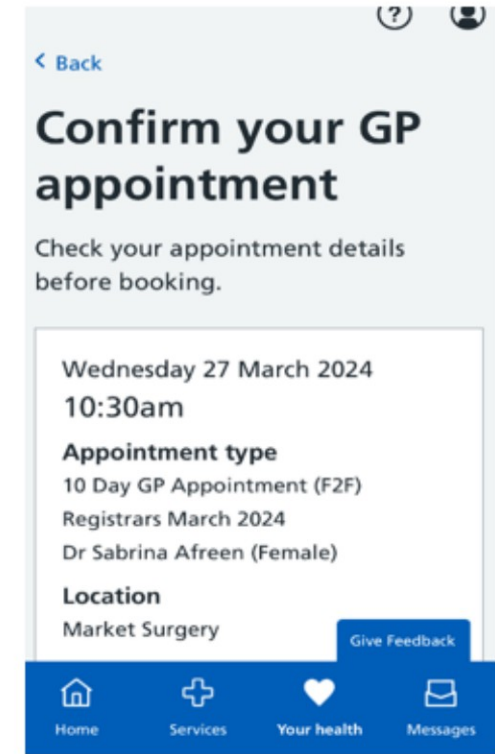 ?
Back
Confirm your GP
appointment
Check your appointment details
before booking.
Wednesday 27 March 2024
10:30am
Appointment type
10 Day GP Appointment (F2F)
Registrars March 2024
Dr Sabrina Afreen (Female)
Location
Market Surgery
Give Feedback
Home
Services
Your health
Messages